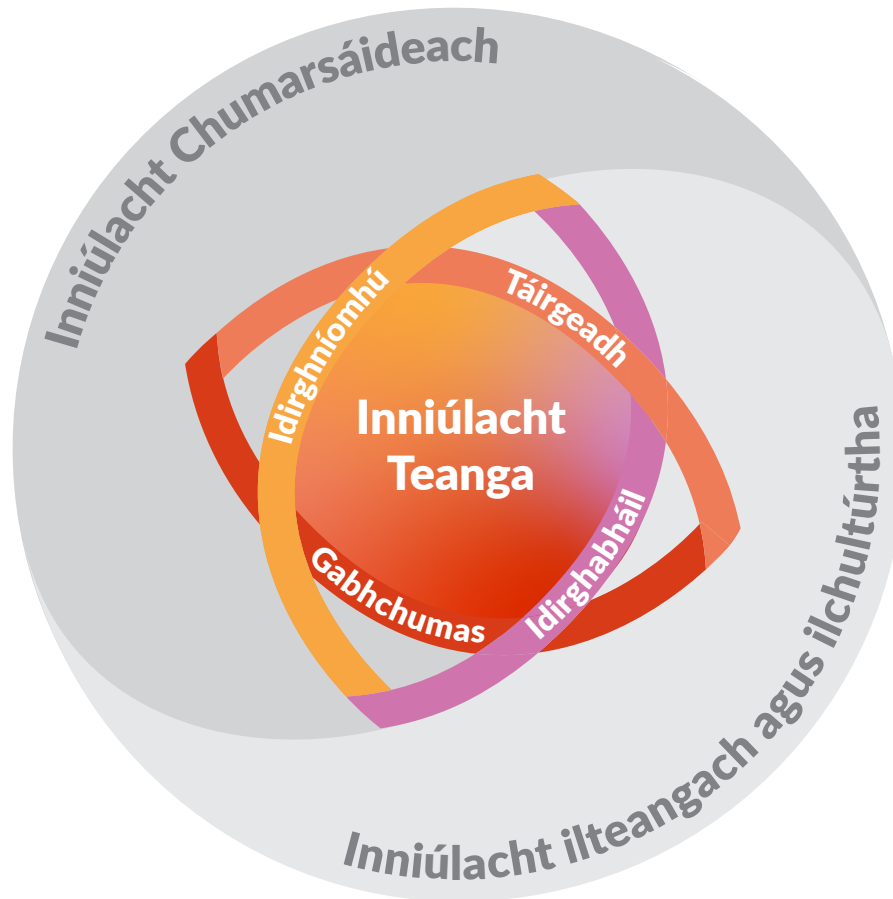 Inniúlacht Chumarsáideach
Idirghníomhú
Táirgeadh
Inniúlacht
Teanga
Gabhchumas
Idirghabháil
Inniúlacht ilteangach agus ilchultúrtha